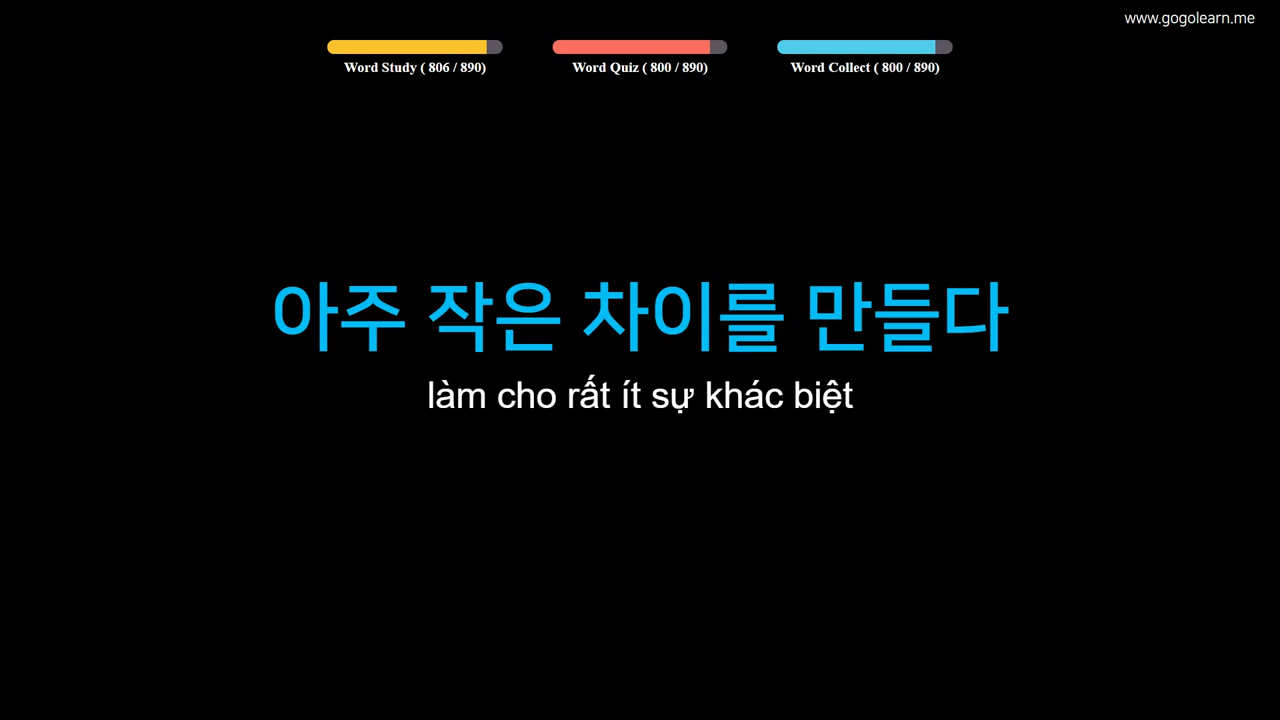 www.gogolearn.me
Word Study ( 806 / 890)
Word Quiz ( 800 / 890)
Word Collect ( 800 / 890)
아주 작은 차이를 만들다
làm cho rất ít sự khác biệt